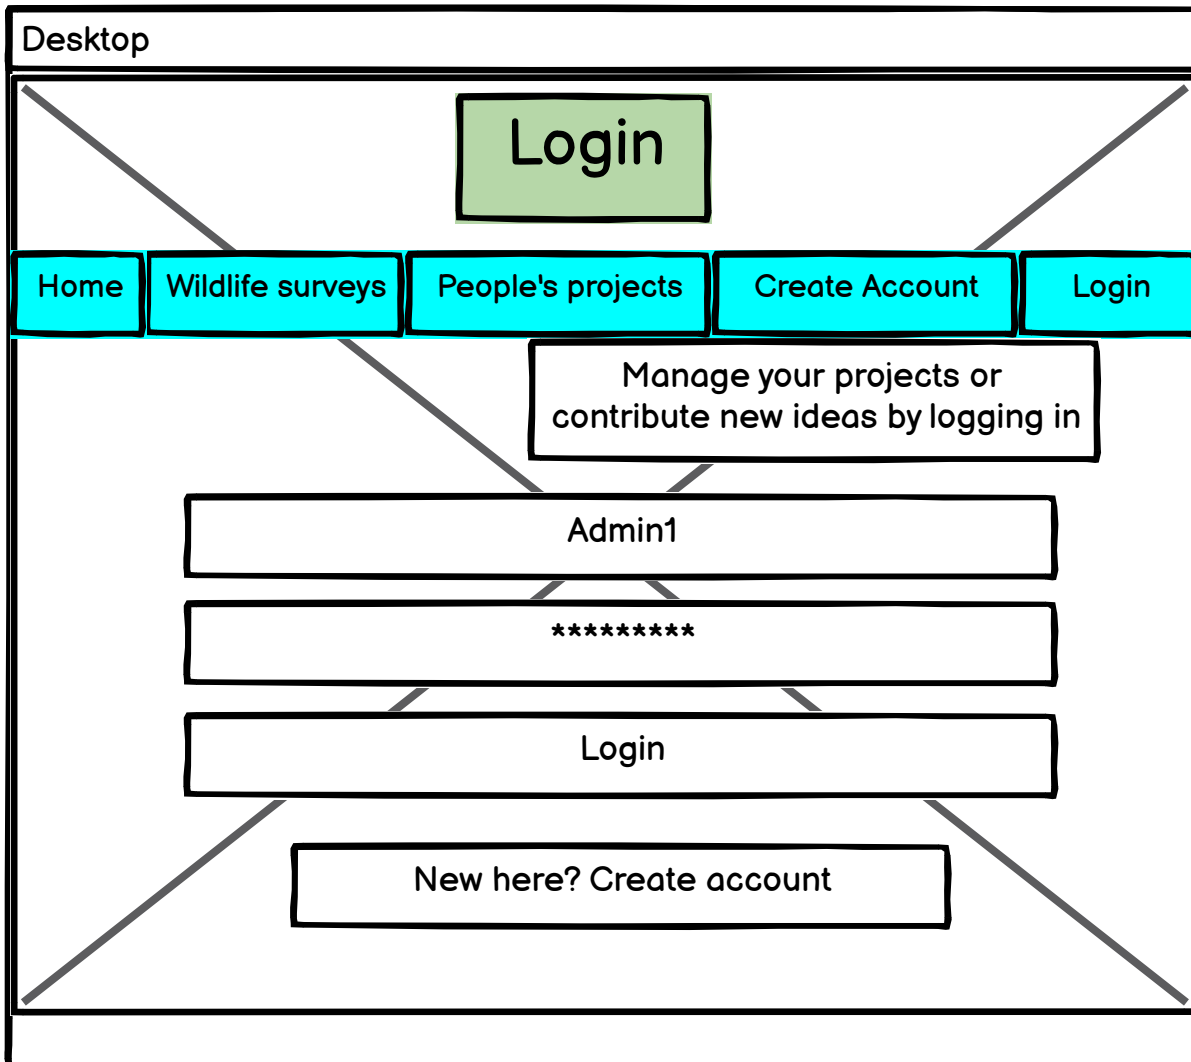 Desktop
Login
Home
Wildlife surveys
People's projects
Create Account
Login
Manage your projects or
contribute new ideas by logging in
Admin1
*********
Login
New here? Create account